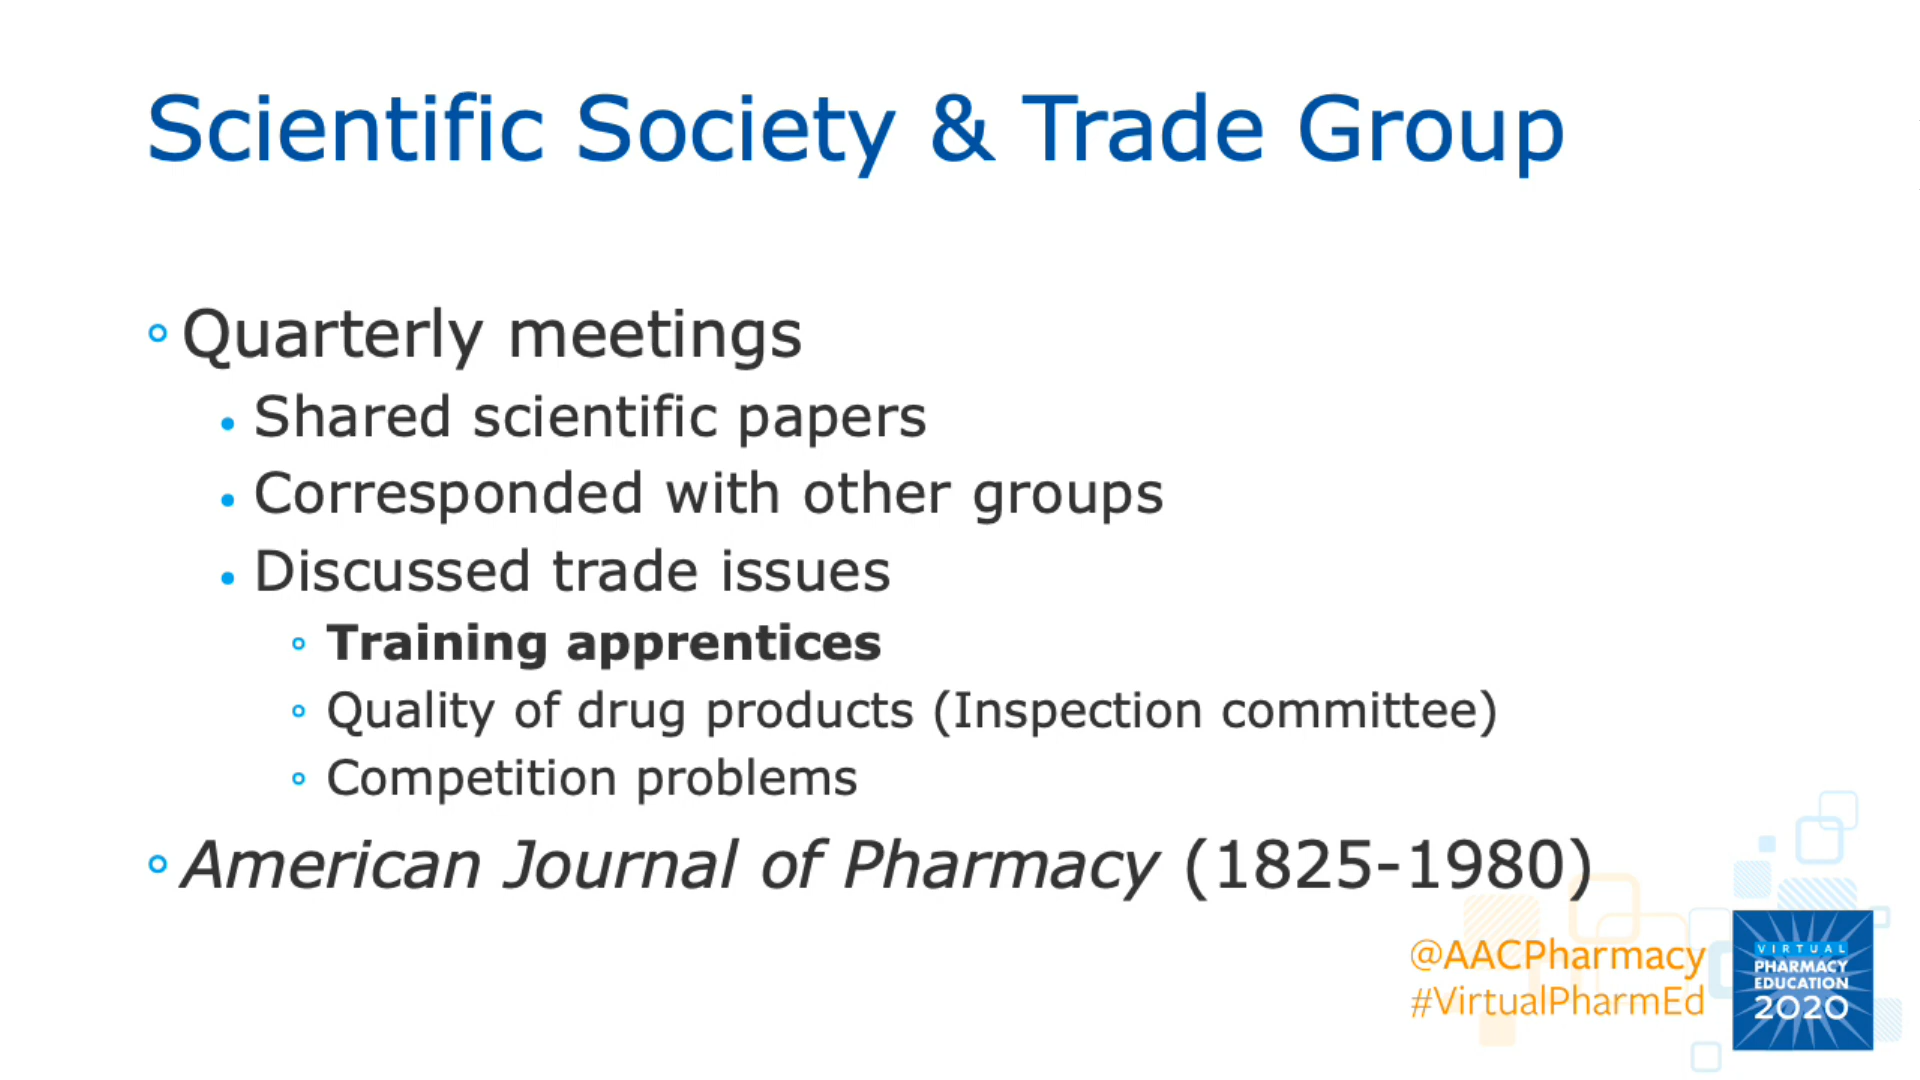 Scientific Society & Trade Group
Quarterly meetings
Shared scientific papers
Corresponded with other groups
Discussed trade issues
Training apprentices
Quality of drug products (Inspection committee)
Competition problems
American Journal of Pharmacy (1825-1980)
@AACPharmacy
#VirtualPharmEd
VIRTUAL
PHARMACY
EDUCATION
2020